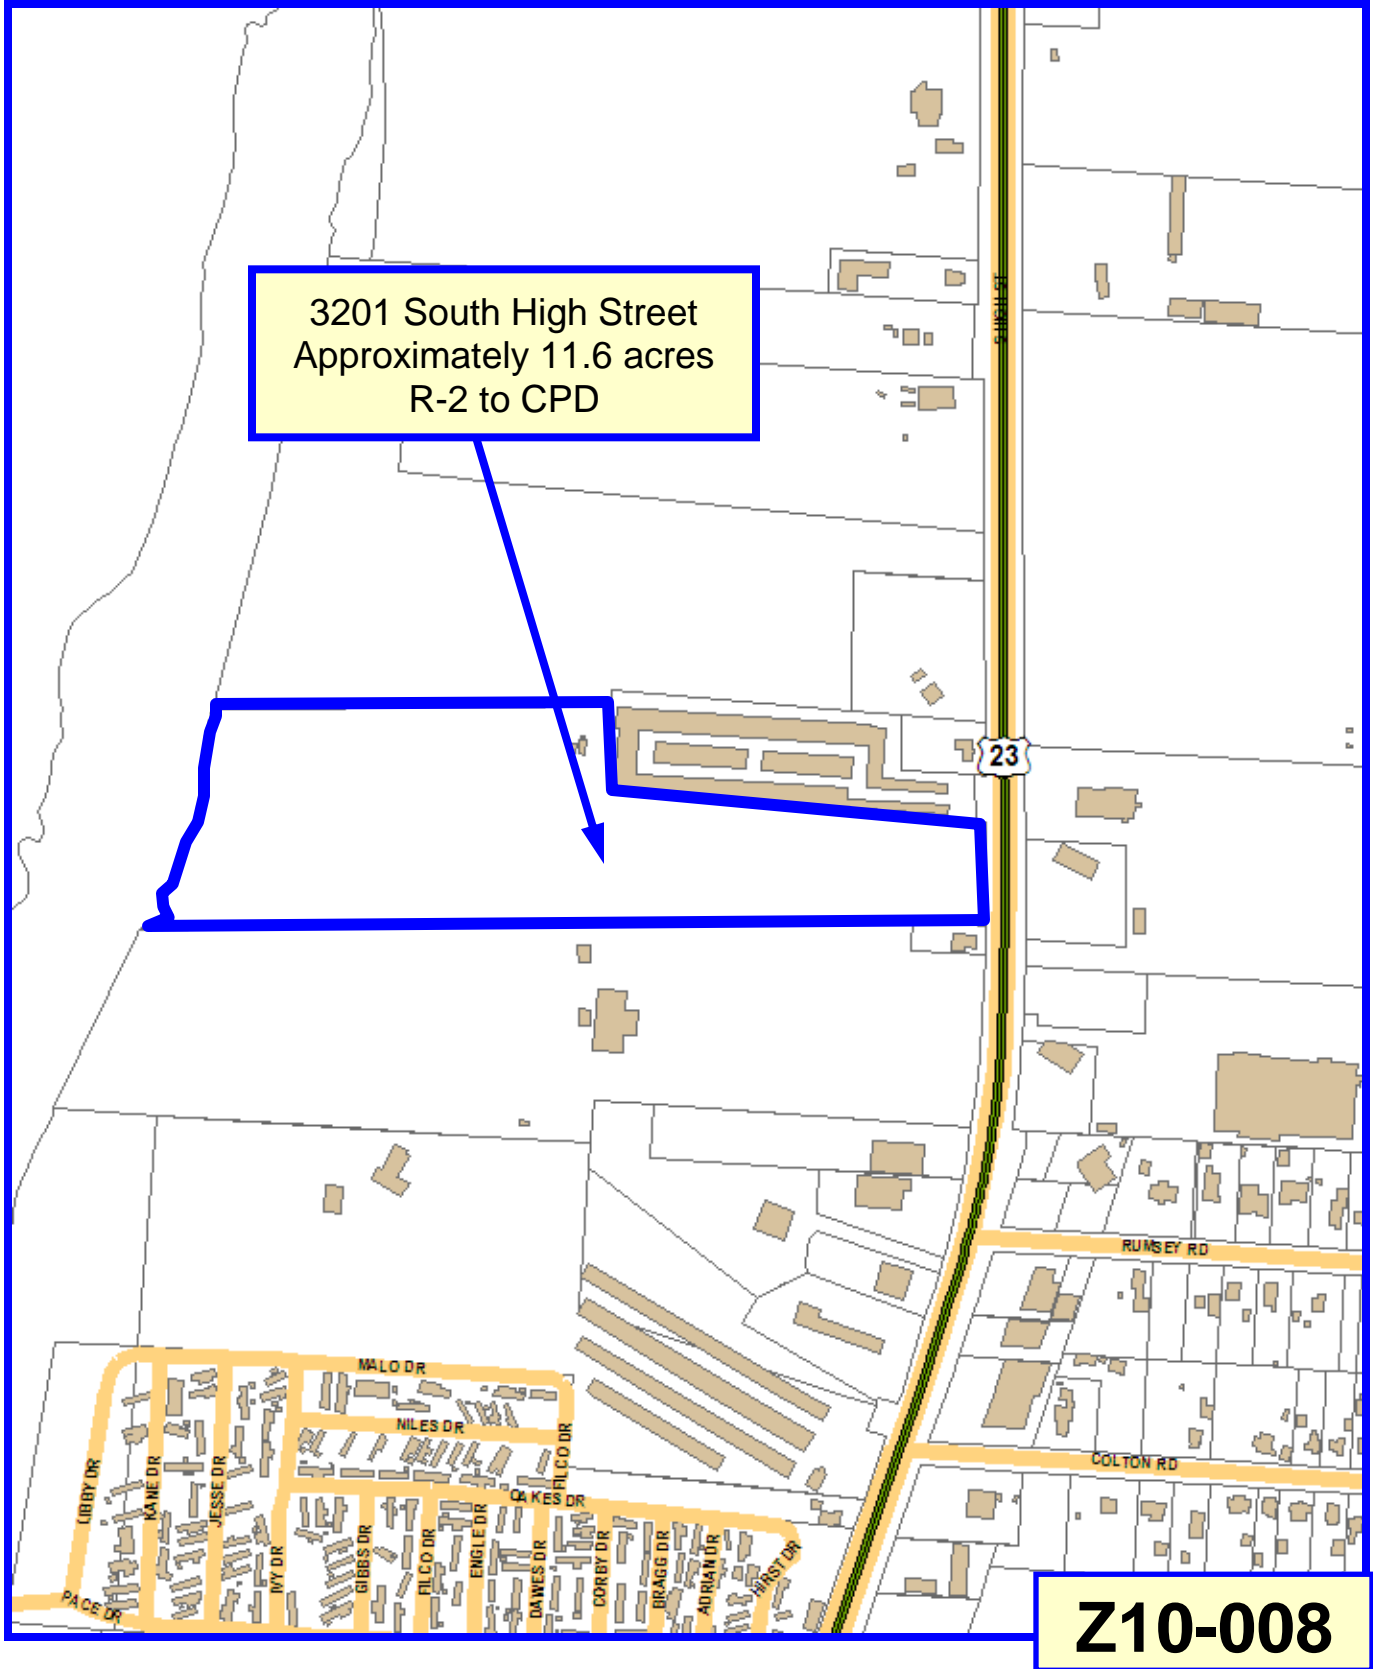 3201 South High Street
Approximately 11.6 acres
R-2 to CPD
S HIGH ST
23
RUMSEY RD
MALO DR
NILES DR
FILCO DR
COLTON RD
LIBBY DR
KANE DR
JESSE DR
OAKES DR
IVY DR
GIBBS DR
FILCO DR
ENGLE DR
DAWES DR
CORBY DR
BRAGG DR
ADRIAN DR
HIRST DR
PACE DR
Z10-008